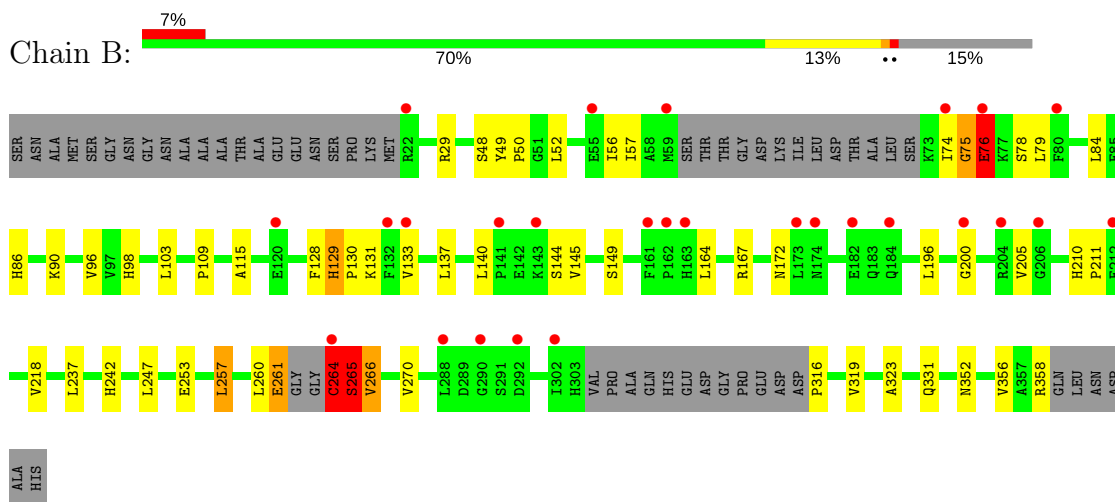 7%
Chain B:
70% 13% •• 15%
SER ASN ALA MET SER GLY ASN GLY ASN ALA ALA ALA THR ALA GLU GLU ASN SER PRO LYS MET R22 R29 S48 Y49 P50 G51 L52 E55 I56 I57 A58 M59 SER THR THR GLY ASP LYS ILE LEU ASP THR ALA LEU SER K73 I74 G75 E76 K77 S78 L79 F80 L84 E85
H86 K90 V96 V97 H98 L103 P109 A115 E120 F128 H129 P130 K131 F132 V133 L137 L140 P141 E142 K143 S144 V145 S149 F161 P162 H163 L164 R167 N172 L173 N174 E182 Q183 Q184 L196 G200 R204 V205 G206 H210 P211
V218 L237 H242 L247 E253 L257 L260 E261 GLY GLY C264 S265 V266 V270 L288 D289 G290 S291 D292 I302 H303 VAL PRO ALA GLN HIS GLU ASP GLY PRO GLU ASP ASP P316 V319 A323 Q331 N352 V356 A357 R358 GLN LEU ASN ASP
ALA HIS